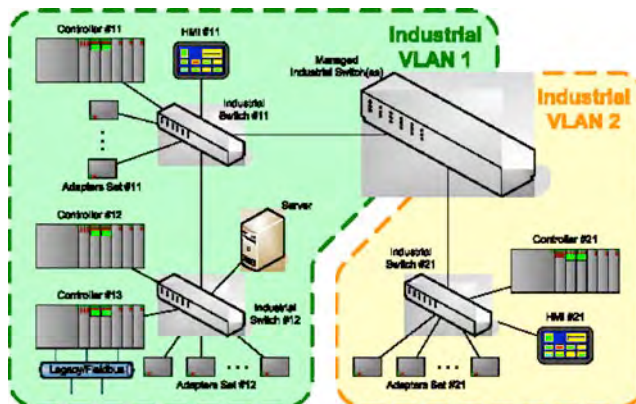 Controller #11
HMI #11
Industrial
VLAN 1
Managed
Industrial Switch(es)
Industrial
VLAN 2
Industrial
Switch #11
Adapters Set #11
Controller #12
Server
Controller #13
Industrial
Switch #12
Legacy/Fieldbus
Adapters Set #12
Industrial
Switch #21
Controller #21
HMI #21
Adapters Set #21